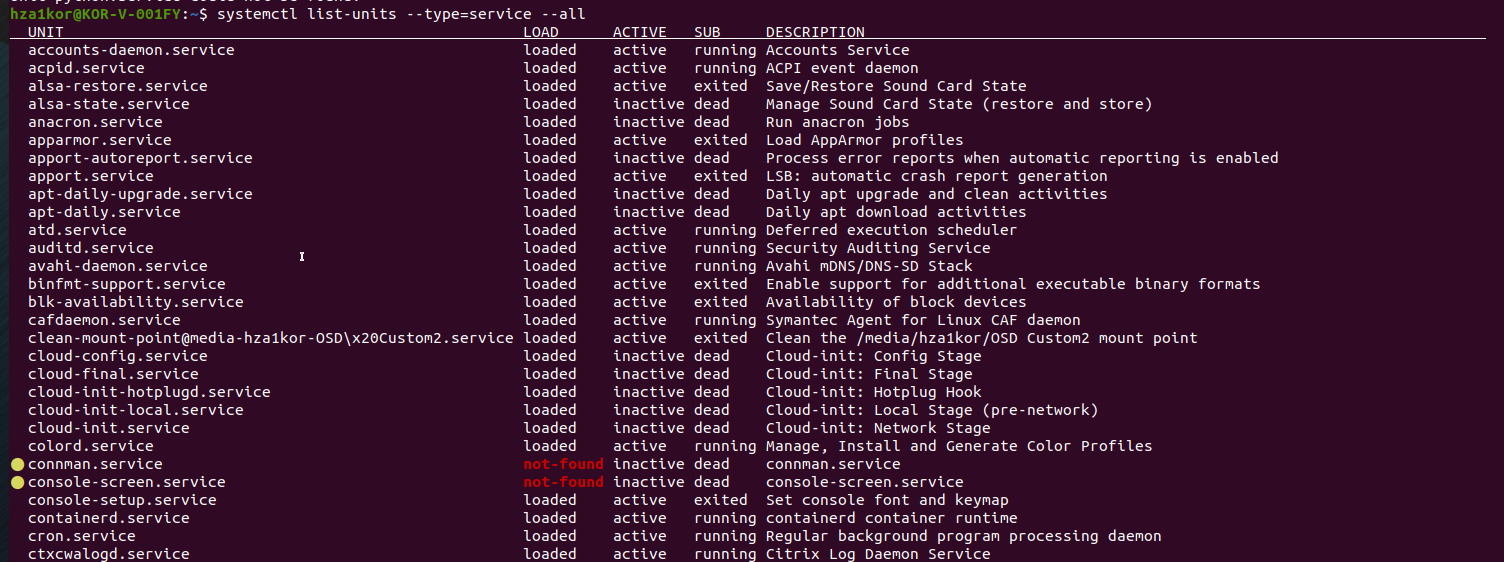 hza1kor@KOR-V-001FY:~$ systemctl list-units --type=service --all
UNIT LOAD ACTIVE SUB DESCRIPTION
accounts-daemon.service loaded active running Accounts Service
acpid.service loaded active running ACPI event daemon
alsa-restore.service loaded active exited Save/Restore Sound Card State
alsa-state.service loaded inactive dead Manage Sound Card State (restore and store)
anacron.service loaded inactive dead Run anacron jobs
apparmor.service loaded active exited Load AppArmor profiles
apport-autoreport.service loaded inactive dead Process error reports when automatic reporting is enabled
apport.service loaded active exited LSB: automatic crash report generation
apt-daily-upgrade.service loaded inactive dead Daily apt upgrade and clean activities
apt-daily.service loaded inactive dead Daily apt download activities
atd.service loaded active running Deferred execution scheduler
auditd.service loaded active running Security Auditing Service
avahi-daemon.service loaded active running Avahi mDNS/DNS-SD Stack
binfmt-support.service loaded active exited Enable support for additional executable binary formats
blk-availability.service loaded active exited Availability of block devices
cafdaemon.service loaded active running Symantec Agent for Linux CAF daemon
clean-mount-point@media-hza1kor-OSD\x20Custom2.service loaded active exited Clean the /media/hza1kor/OSD Custom2 mount point
cloud-config.service loaded inactive dead Cloud-init: Config Stage
cloud-final.service loaded inactive dead Cloud-init: Final Stage
cloud-init-hotplugd.service loaded inactive dead Cloud-init: Hotplug Hook
cloud-init-local.service loaded inactive dead Cloud-init: Local Stage (pre-network)
cloud-init.service loaded inactive dead Cloud-init: Network Stage
colord.service loaded active running Manage, Install and Generate Color Profiles
connman.service not-found inactive dead connman.service
console-screen.service not-found inactive dead console-screen.service
console-setup.service loaded active exited Set console font and keymap
containerd.service loaded active running containerd container runtime
cron.service loaded active running Regular background program processing daemon
ctxcwalogd.service loaded active running Citrix Log Daemon Service